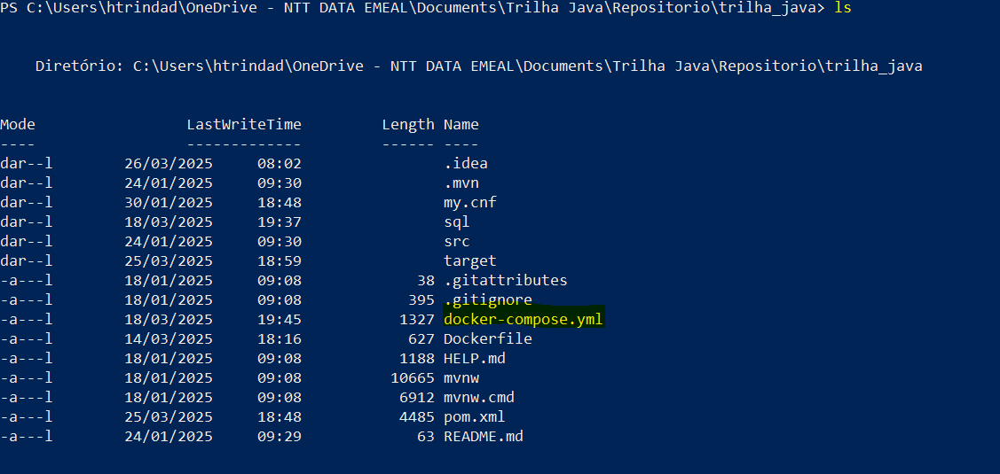 PS C:\Users\htrindad\OneDrive - NTT DATA EMEAL\Documents\Trilha Java\Repositorio\trilha_java> ls
Diretório: C:\Users\htrindad\OneDrive - NTT DATA EMEAL\Documents\Trilha Java\Repositorio\trilha_java
Mode LastWriteTime Length Name
---- ------------- ------ ----
dar--l 26/03/2025 08:02 .idea
dar--l 24/01/2025 09:30 .mvn
dar--l 30/01/2025 18:48 my.cnf
dar--l 18/03/2025 19:37 sql
dar--l 24/01/2025 09:30 src
dar--l 25/03/2025 18:59 target
-a---l 18/01/2025 09:08 38 .gitattributes
-a---l 18/01/2025 09:08 395 .gitignore
-a---l 18/03/2025 19:45 1327 docker-compose.yml
-a---l 14/03/2025 18:16 627 Dockerfile
-a---l 18/01/2025 09:08 1188 HELP.md
-a---l 18/01/2025 09:08 10665 mvnw
-a---l 18/01/2025 09:08 6912 mvnw.cmd
-a---l 25/03/2025 18:48 4485 pom.xml
-a---l 24/01/2025 09:29 63 README.md